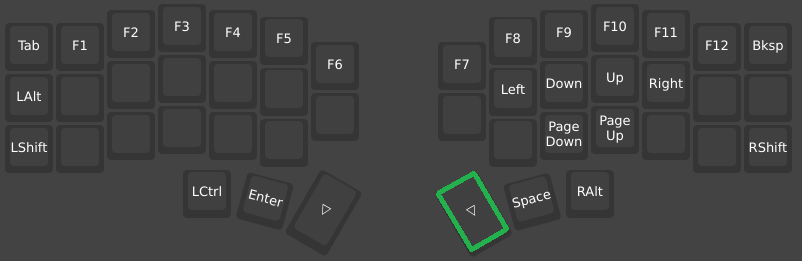 Tab F1 F2 F3 F4 F5 F6 F7 F8 F9 F10 F11 F12 Bksp
LAlt Left Down Up Right
LShift Page Down Page Up RShift
LCtrl Enter ▷ ◁ Space RAlt